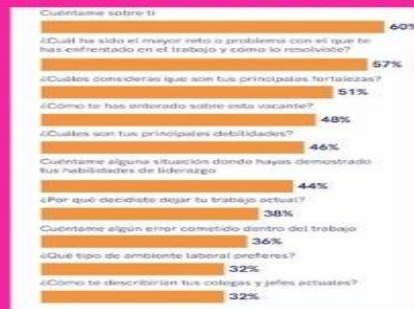 Cuéntame sobre ti
60%
¿Cuál ha sido el mayor reto o problema con el que te
has enfrentado en el trabajo y cómo lo resolviste?
57%
¿Cuáles consideras que son tus principales fortalezas?
51%
¿Cómo te has enterado sobre esta vacante?
48%
¿Cuáles son tus principales debilidades?
46%
Cuéntame alguna situación donde hayas demostrado
tus habilidades de liderazgo
44%
¿Por qué decidiste dejar tu trabajo actual?
38%
Cuéntame algún error cometido dentro del trabajo
36%
¿Qué tipo de ambiente laboral prefieres?
32%
¿Cómo te describirían tus colegas y jefes actuales?
32%